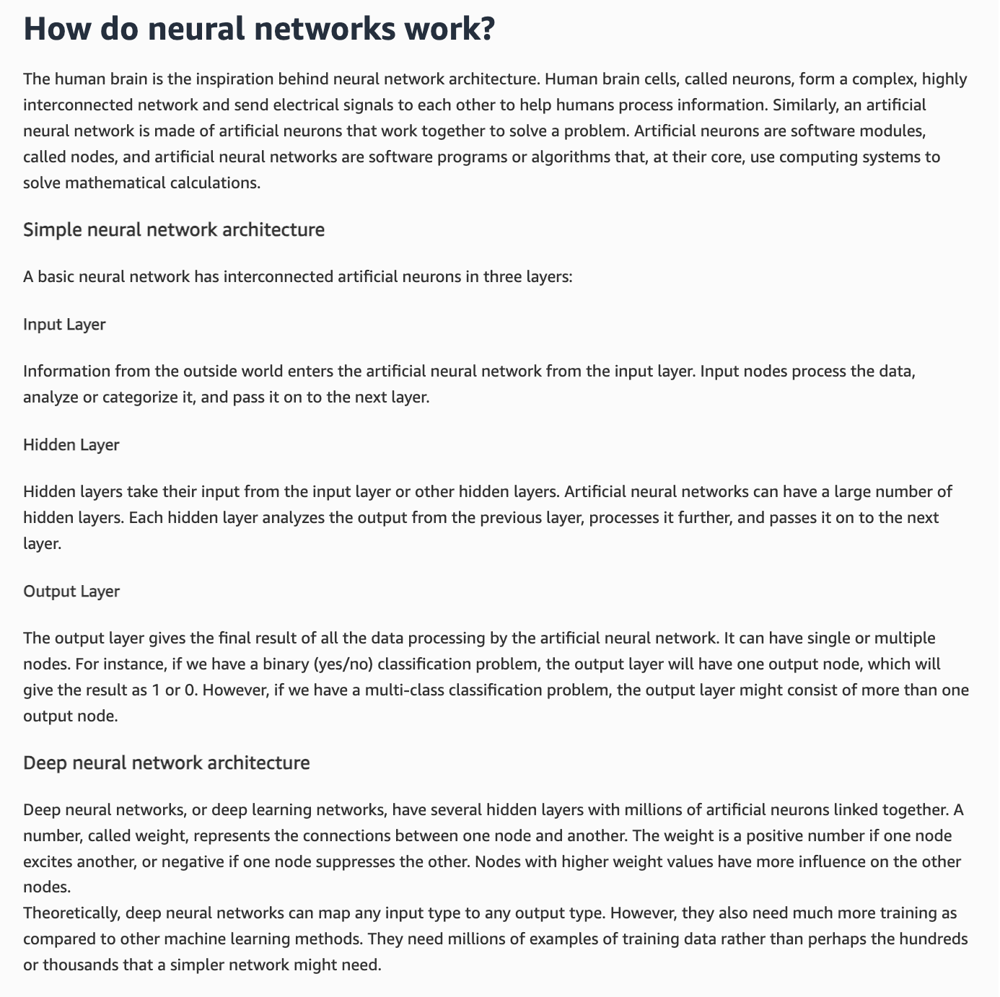 How do neural networks work?
The human brain is the inspiration behind neural network architecture. Human brain cells, called neurons, form a complex, highly
interconnected network and send electrical signals to each other to help humans process information. Similarly, an artificial
neural network is made of artificial neurons that work together to solve a problem. Artificial neurons are software modules,
called nodes, and artificial neural networks are software programs or algorithms that, at their core, use computing systems to
solve mathematical calculations.
Simple neural network architecture
A basic neural network has interconnected artificial neurons in three layers:
Input Layer
Information from the outside world enters the artificial neural network from the input layer. Input nodes process the data,
analyze or categorize it, and pass it on to the next layer.
Hidden Layer
Hidden layers take their input from the input layer or other hidden layers. Artificial neural networks can have a large number of
hidden layers. Each hidden layer analyzes the output from the previous layer, processes it further, and passes it on to the next
layer.
Output Layer
The output layer gives the final result of all the data processing by the artificial neural network. It can have single or multiple
nodes. For instance, if we have a binary (yes/no) classification problem, the output layer will have one output node, which will
give the result as 1 or 0. However, if we have a multi-class classification problem, the output layer might consist of more than one
output node.
Deep neural network architecture
Deep neural networks, or deep learning networks, have several hidden layers with millions of artificial neurons linked together. A
number, called weight, represents the connections between one node and another. The weight is a positive number if one node
excites another, or negative if one node suppresses the other. Nodes with higher weight values have more influence on the other
nodes.
Theoretically, deep neural networks can map any input type to any output type. However, they also need much more training as
compared to other machine learning methods. They need millions of examples of training data rather than perhaps the hundreds
or thousands that a simpler network might need.